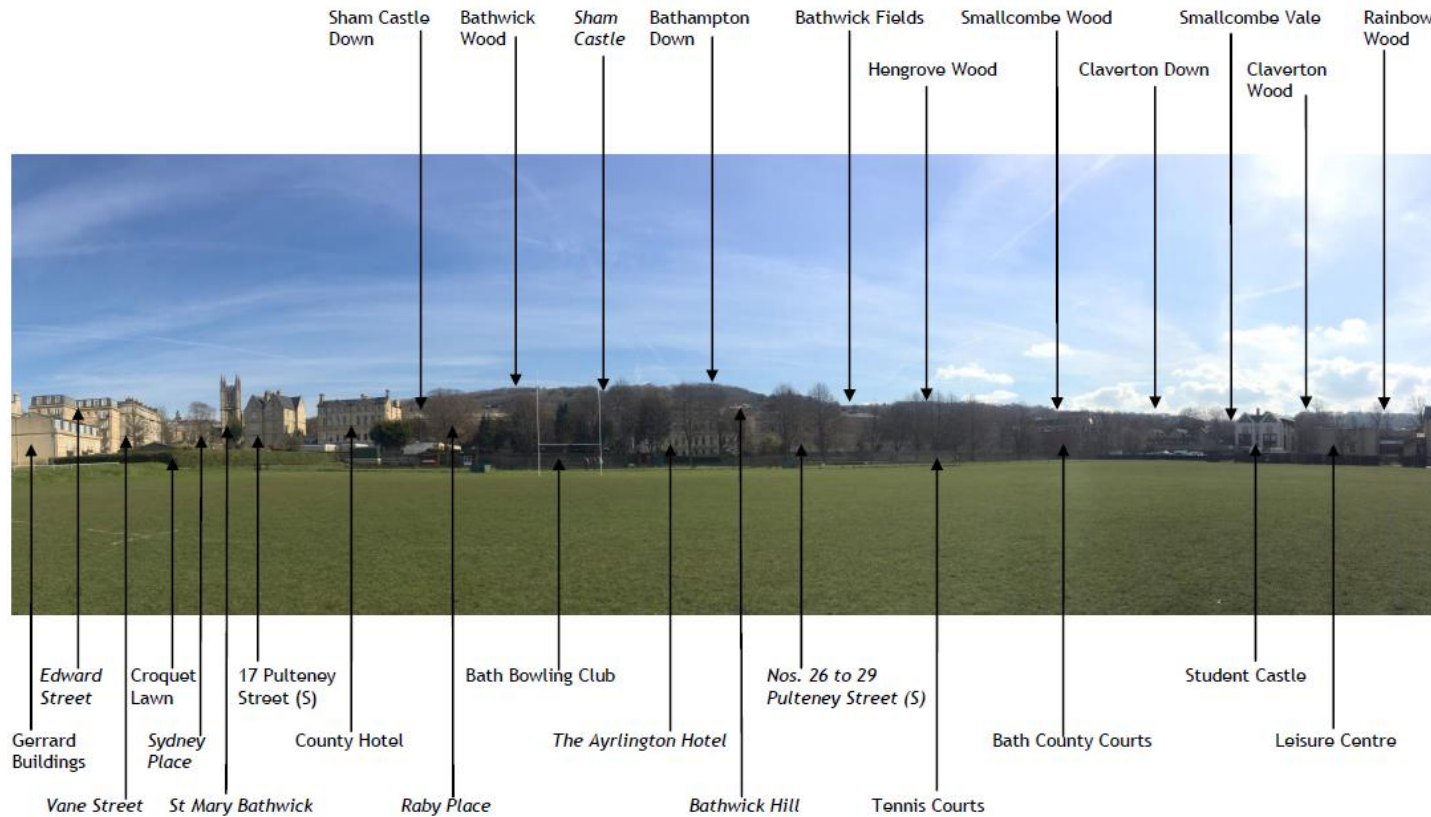 Sham Castle
Down
Bathwick
Wood
Sham
Castle
Bathampton
Down
Bathwick Fields
Smallcombe Wood
Smallcombe Vale
Rainbow
Wood
Hengrove Wood
Claverton Down
Claverton
Wood
Edward
Street
Croquet
Lawn
17 Pulteney
Street (S)
Bath Bowling Club
Nos. 26 to 29
Pulteney Street (S)
Student Castle
Gerrard
Buildings
Sydney
Place
County Hotel
The Ayrlington Hotel
Bath County Courts
Leisure Centre
Vane Street
St Mary Bathwick
Raby Place
Bathwick Hill
Tennis Courts